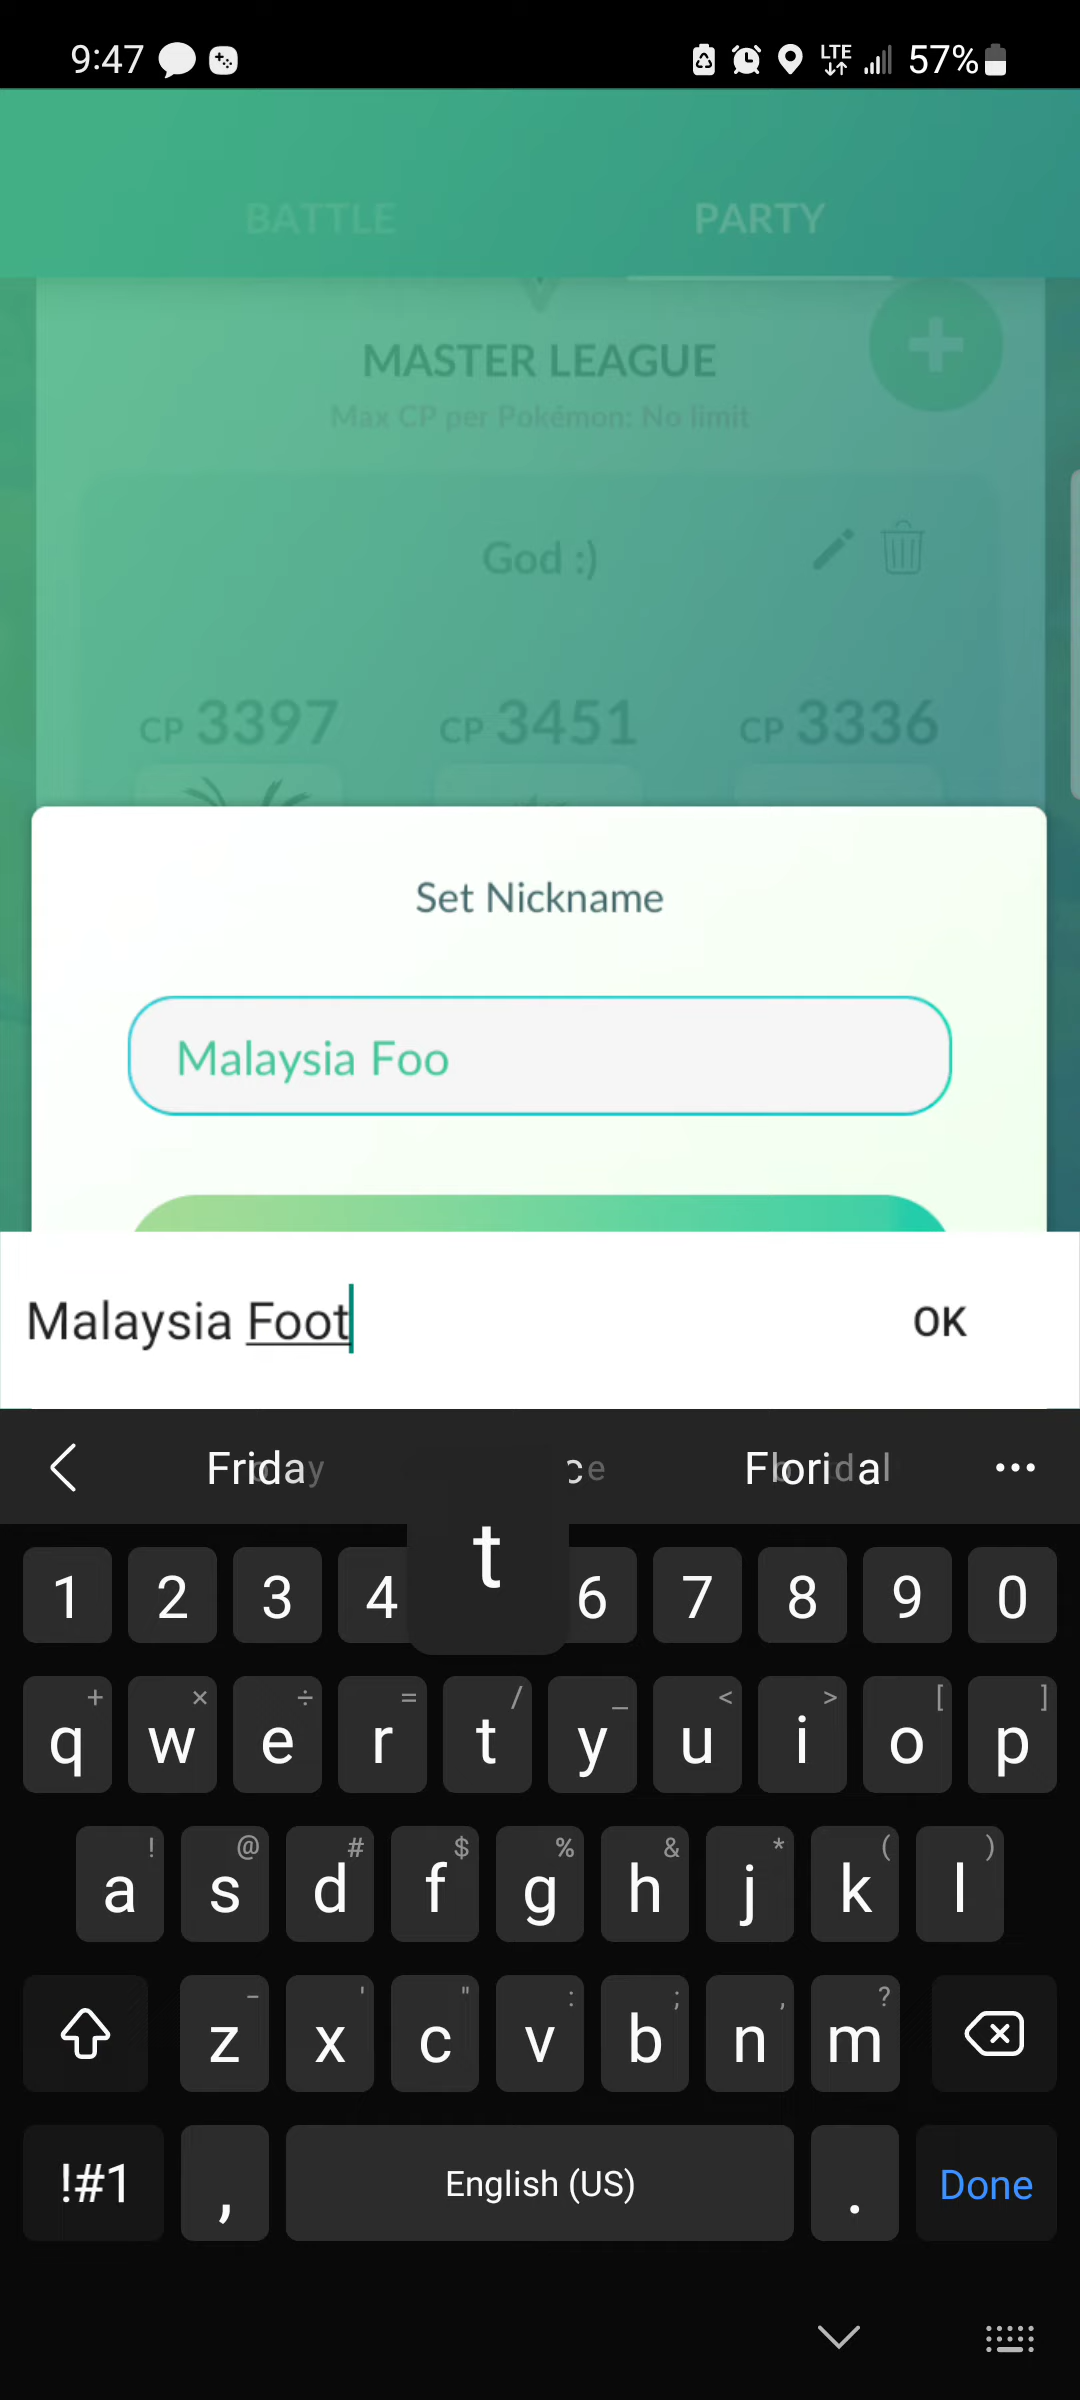 9:47 LTE 57%
BATTLE PARTY
MASTER LEAGUE
Max CP per Pokémon: No limit
God :)
CP 3397 CP 3451 CP 3336
Set Nickname
Malaysia Foo
Malaysia Foot OK
t
1 2 3 4 6 7 8 9 0
+ × ÷ = / _ < > [ ]
q w e r t y u i o p
! @ # $ % & * ( )
a s d f g h j k l
- ' " : ; , ?
z x c v b n m
!#1 , English (US) . Done